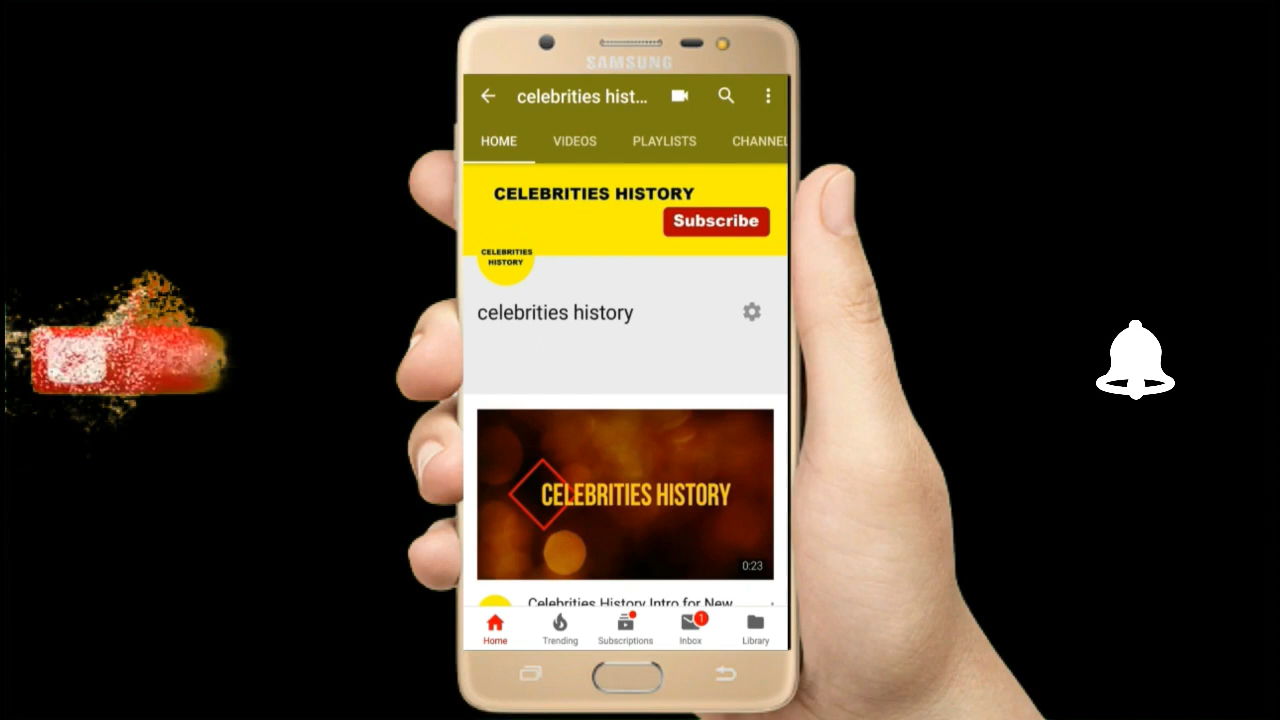 SAMSUNG
celebrities hist...
HOME VIDEOS PLAYLISTS CHANNEL
CELEBRITIES HISTORY
Subscribe
CELEBRITIES
HISTORY
celebrities history
CELEBRITIES HISTORY
0:23
Celebrities History Intro for New
1
Home Trending Subscriptions Inbox Library